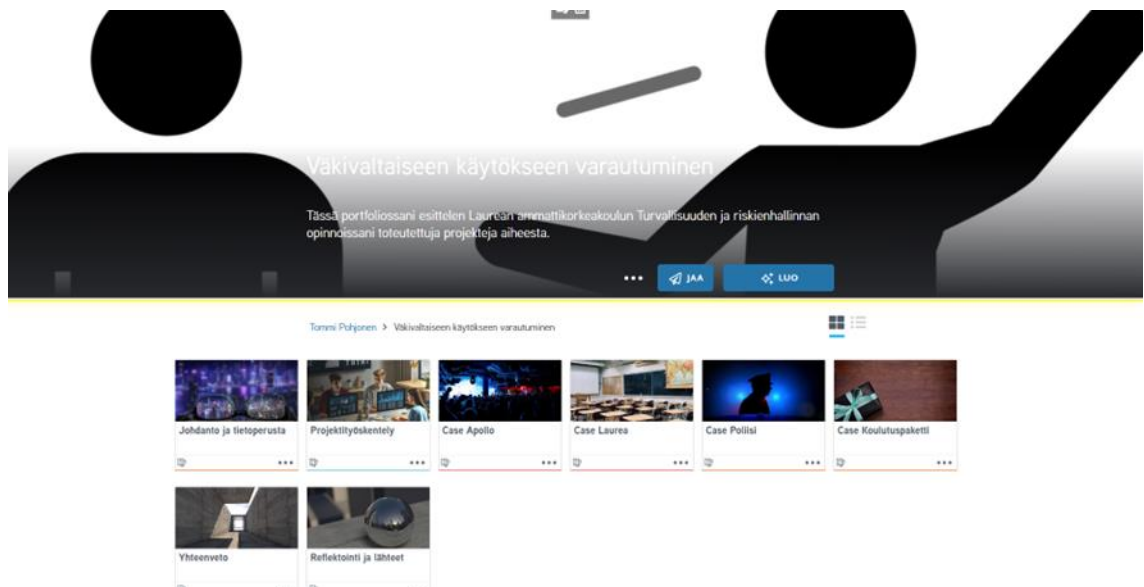 Väkivaltaiseen käytökseen varautuminen
Tässä portfoliossani esittelen Laurean ammattikorkeakoulun Turvallisuuden ja riskienhallinnan
opinnoissani toteutettuja projekteja aiheesta.
JAA
LUO
Tommi Pohjonen > Väkivaltaiseen käytökseen varautuminen
Johdanto ja tietoperusta
Projektityöskentely
Case Apollo
Case Laurea
Case Poliisi
Case Koulutuspaketti
Yhteenveto
Reflektointi ja lähteet